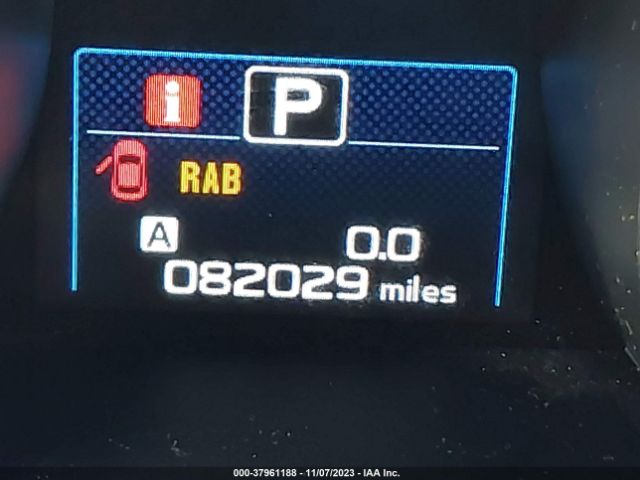 i P
RAB
A 0.0
082029 miles
000-37961188 - 11/07/2023 - IAA Inc.